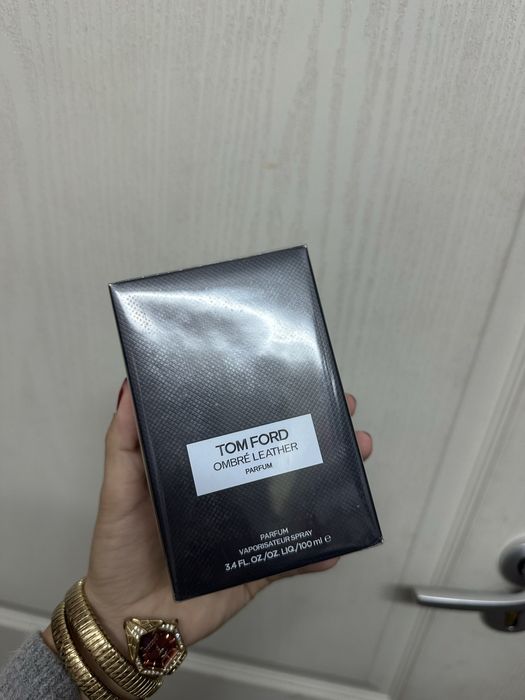 TOM FORD
OMBRÉ LEATHER
PARFUM
PARFUM
VAPORISATEUR SPRAY
3.4 FL. OZ./OZ. LIQ./100 ml ℮